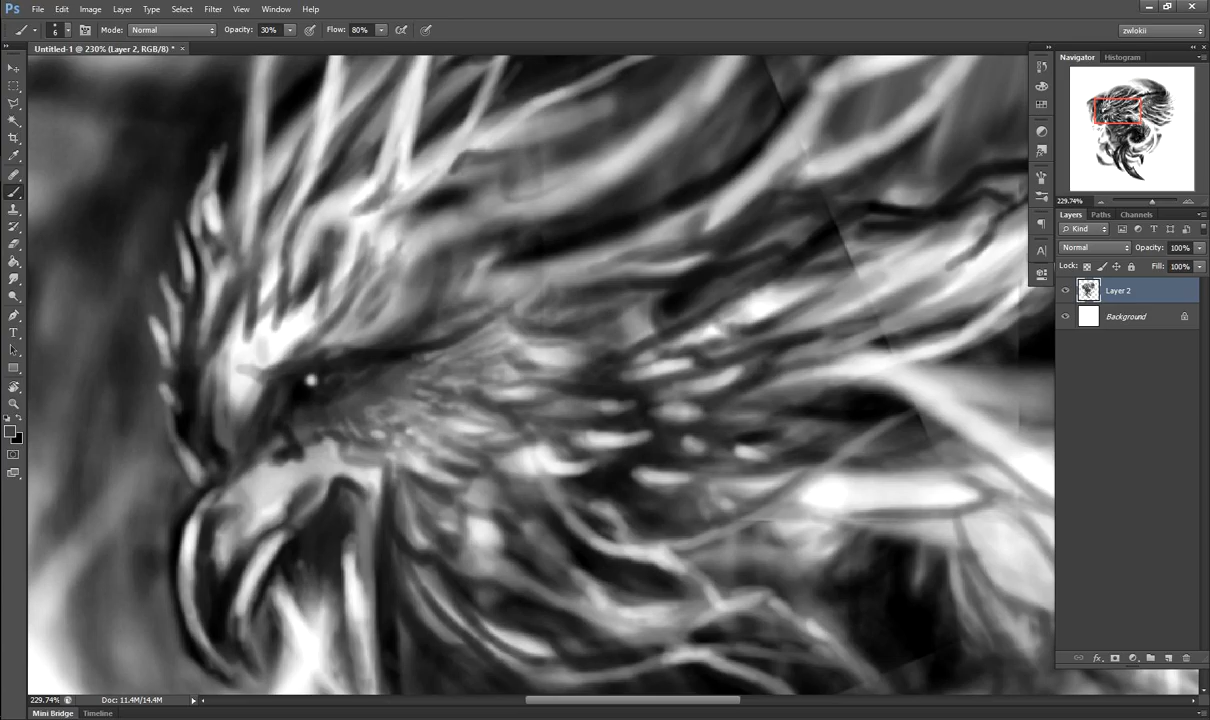 Ps File Edit Image Layer Type Select Filter View Window Help
6 Mode: Normal Opacity: 30% Flow: 80% zwlokii
Untitled-1 @ 230% (Layer 2, RGB/8) * ×
Navigator Histogram
229.74%
Layers Paths Channels
Kind
Normal Opacity: 100%
Lock: Fill: 100%
Layer 2
Background
229.74% Doc: 11.4M/14.4M
Mini Bridge Timeline